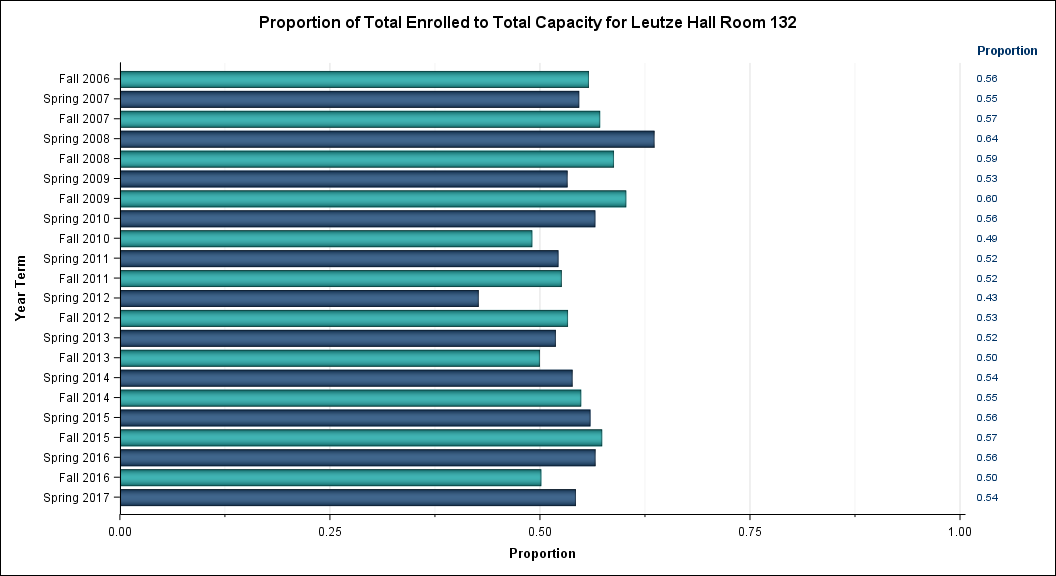 Proportion of Total Enrolled to Total Capacity for Leutze Hall Room 132
Proportion
Fall 2006 0.56
Spring 2007 0.55
Fall 2007 0.57
Spring 2008 0.64
Fall 2008 0.59
Spring 2009 0.53
Fall 2009 0.60
Spring 2010 0.56
Fall 2010 0.49
Spring 2011 0.52
Fall 2011 0.52
Spring 2012 0.43
Fall 2012 0.53
Spring 2013 0.52
Fall 2013 0.50
Spring 2014 0.54
Fall 2014 0.55
Spring 2015 0.56
Fall 2015 0.57
Spring 2016 0.56
Fall 2016 0.50
Spring 2017 0.54
Year Term
0.00 0.25 0.50 0.75 1.00
Proportion